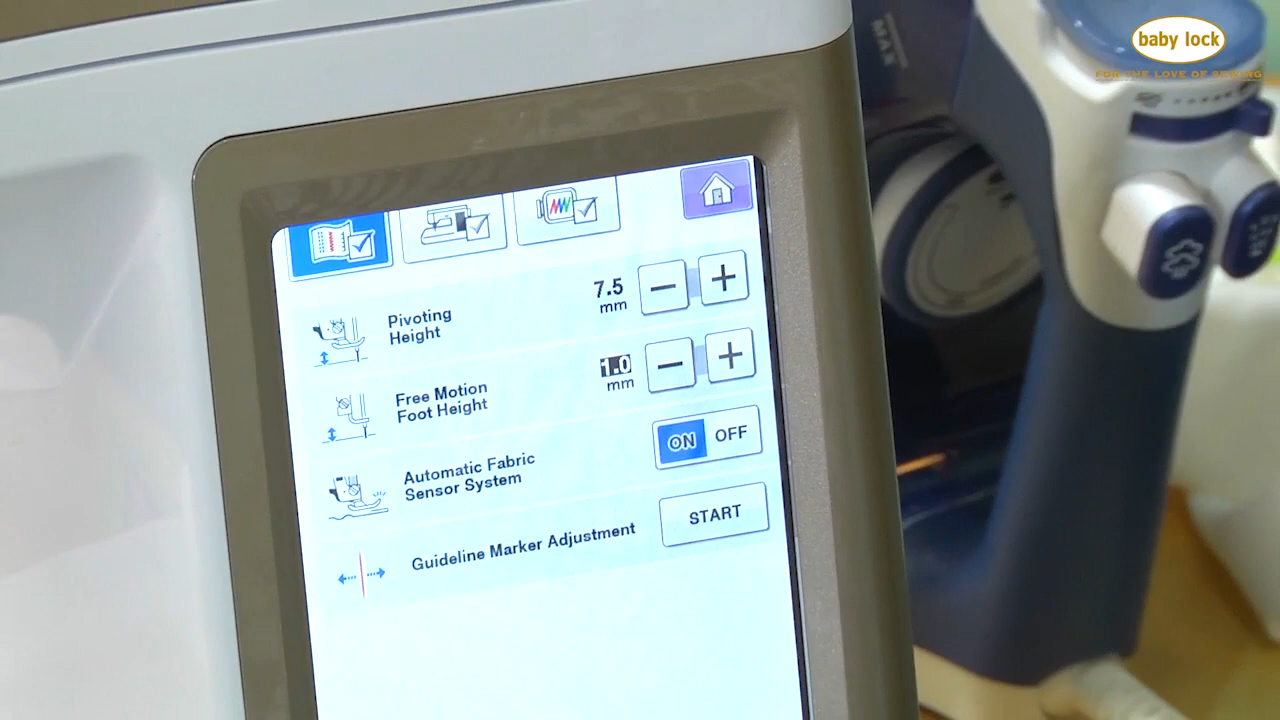 baby lock
FOR THE LOVE OF SEWING
MAX
Pivoting
Height
7.5
mm
Free Motion
Foot Height
1.0
mm
Automatic Fabric
Sensor System
ON OFF
Guideline Marker Adjustment
START